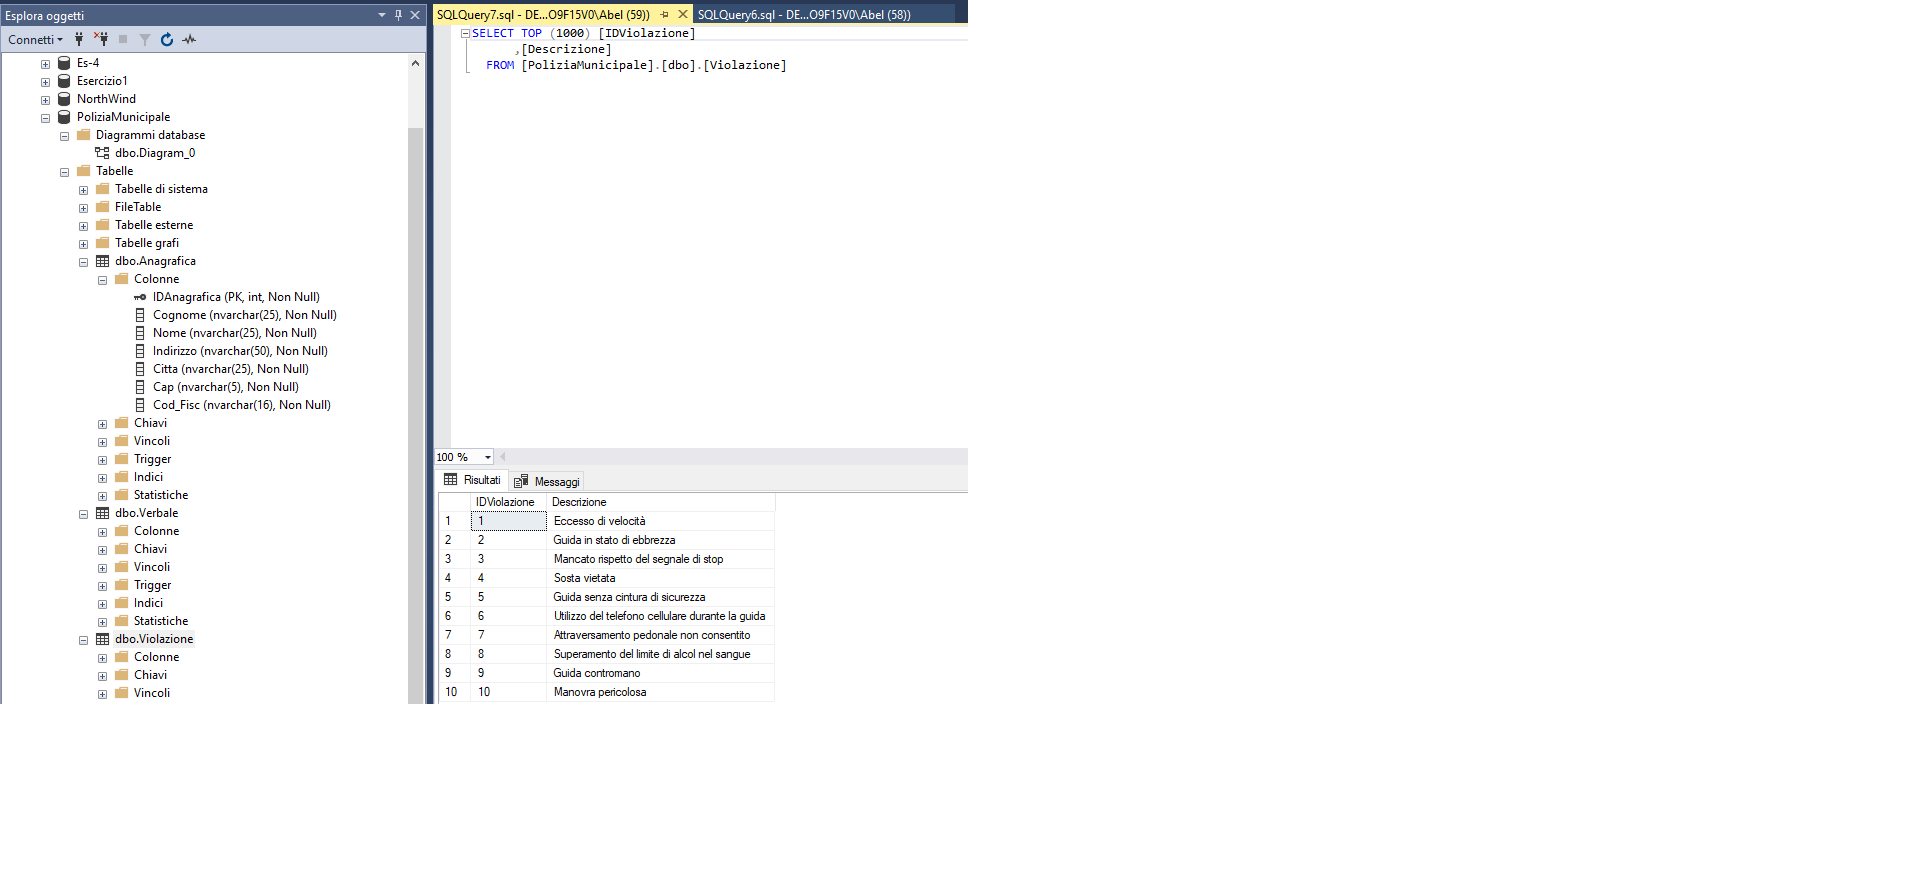 Esplora oggetti
Connetti
Es-4
Esercizio1
NorthWind
PoliziaMunicipale
Diagrammi database
dbo.Diagram_0
Tabelle
Tabelle di sistema
FileTable
Tabelle esterne
Tabelle grafi
dbo.Anagrafica
Colonne
IDAnagrafica (PK, int, Non Null)
Cognome (nvarchar(25), Non Null)
Nome (nvarchar(25), Non Null)
Indirizzo (nvarchar(50), Non Null)
Citta (nvarchar(25), Non Null)
Cap (nvarchar(5), Non Null)
Cod_Fisc (nvarchar(16), Non Null)
Chiavi
Vincoli
Trigger
Indici
Statistiche
dbo.Verbale
Colonne
Chiavi
Vincoli
Trigger
Indici
Statistiche
dbo.Violazione
Colonne
Chiavi
Vincoli
SQLQuery7.sql - DE...O9F15V0\Abel (59)) SQLQuery6.sql - DE...O9F15V0\Abel (58))
SELECT TOP (1000) [IDViolazione]
,[Descrizione]
FROM [PoliziaMunicipale].[dbo].[Violazione]
100 %
Risultati Messaggi
IDViolazione Descrizione
1 1 Eccesso di velocità
2 2 Guida in stato di ebbrezza
3 3 Mancato rispetto del segnale di stop
4 4 Sosta vietata
5 5 Guida senza cintura di sicurezza
6 6 Utilizzo del telefono cellulare durante la guida
7 7 Attraversamento pedonale non consentito
8 8 Superamento del limite di alcol nel sangue
9 9 Guida contromano
10 10 Manovra pericolosa